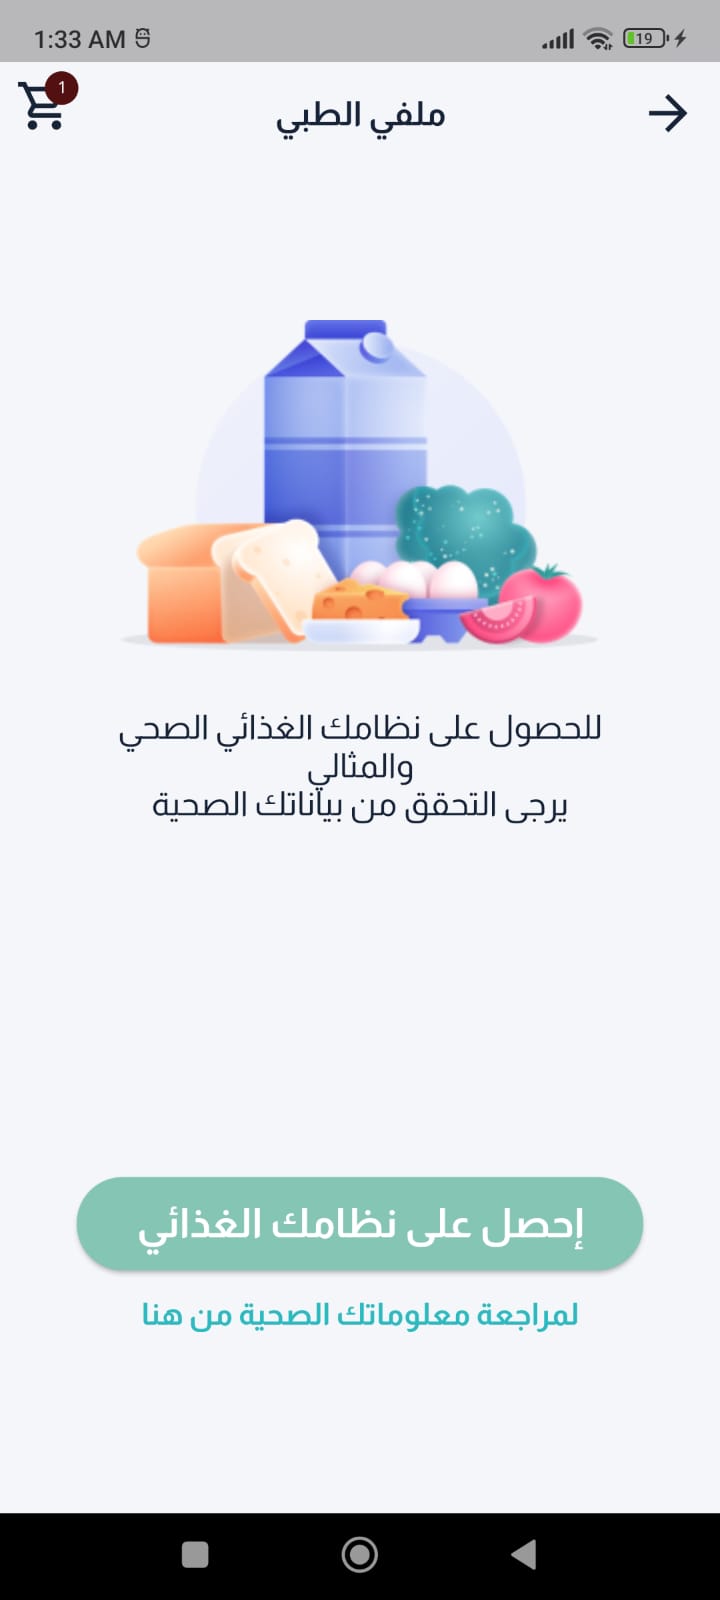 1:33 AM
19
1
ملفي الطبي
للحصول على نظامك الغذائي الصحي
والمثالي
يرجى التحقق من بياناتك الصحية
إحصل على نظامك الغذائي
لمراجعة معلوماتك الصحية من هنا